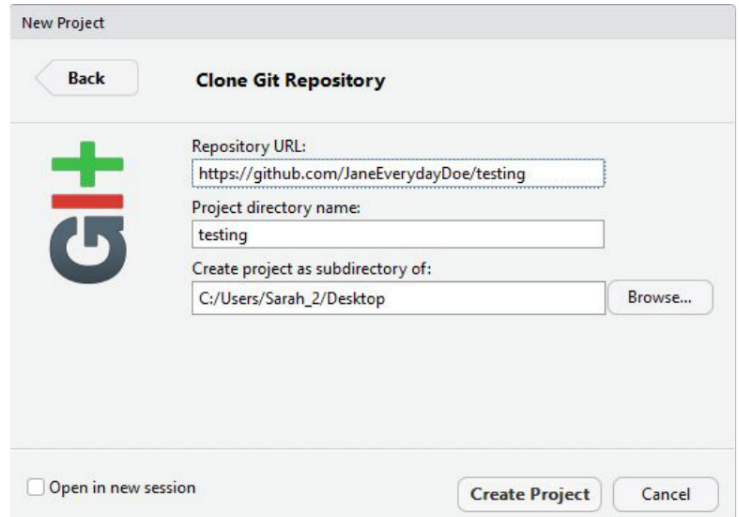 New Project
Back
Clone Git Repository
GIT
Repository URL:
https://github.com/JaneEverydayDoe/testing
Project directory name:
testing
Create project as subdirectory of:
C:/Users/Sarah_2/Desktop
Browse...
Open in new session
Create Project
Cancel